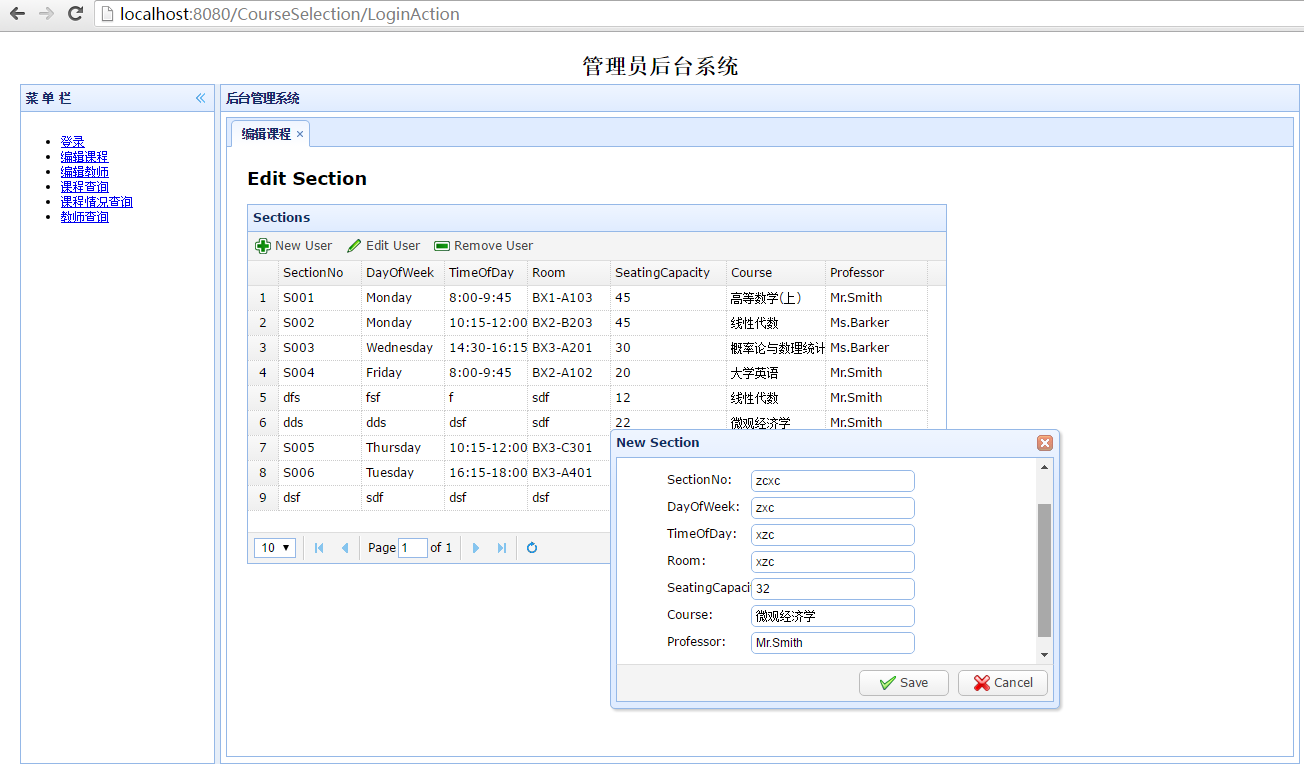 localhost:8080/CourseSelection/LoginAction
管理员后台系统
菜单栏
后台管理系统
登录
编辑课程
编辑教师
课程查询
课程情况查询
教师查询
编辑课程
Edit Section
Sections
New User Edit User Remove User
SectionNo DayOfWeek TimeOfDay Room SeatingCapacity Course Professor
1 S001 Monday 8:00-9:45 BX1-A103 45 高等数学(上) Mr.Smith
2 S002 Monday 10:15-12:00 BX2-B203 45 线性代数 Ms.Barker
3 S003 Wednesday 14:30-16:15 BX3-A201 30 概率论与数理统计 Ms.Barker
4 S004 Friday 8:00-9:45 BX2-A102 20 大学英语 Mr.Smith
5 dfs fsf f sdf 12 线性代数 Mr.Smith
6 dds dds dsf sdf 22 微观经济学 Mr.Smith
7 S005 Thursday 10:15-12:00 BX3-C301
8 S006 Tuesday 16:15-18:00 BX3-A401
9 dsf sdf dsf dsf
10 Page 1 of 1
New Section
SectionNo: zcxc
DayOfWeek: zxc
TimeOfDay: xzc
Room: xzc
SeatingCapaci 32
Course: 微观经济学
Professor: Mr.Smith
Save Cancel